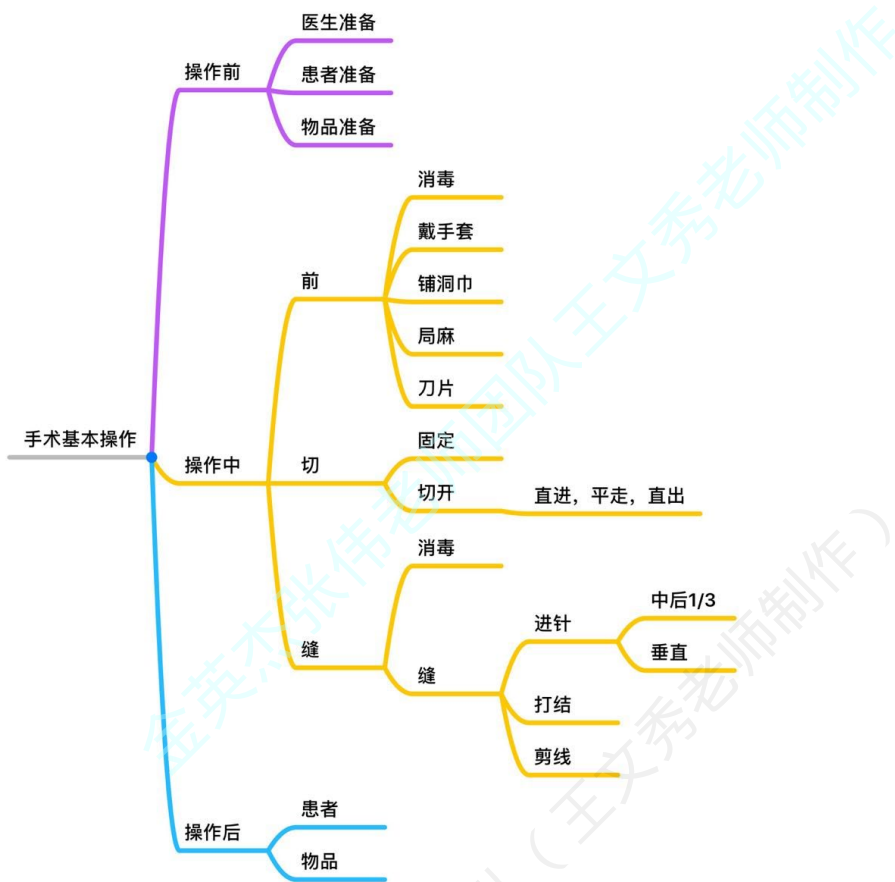 医生准备
操作前
患者准备
物品准备
消毒
戴手套
前
铺洞巾
局麻
刀片
手术基本操作
操作中
切
固定
切开
直进，平走，直出
消毒
缝
缝
进针
中后1/3
垂直
打结
剪线
操作后
患者
物品
金英杰张伟老师团队王文秀老师制作
（王文秀老师制作）